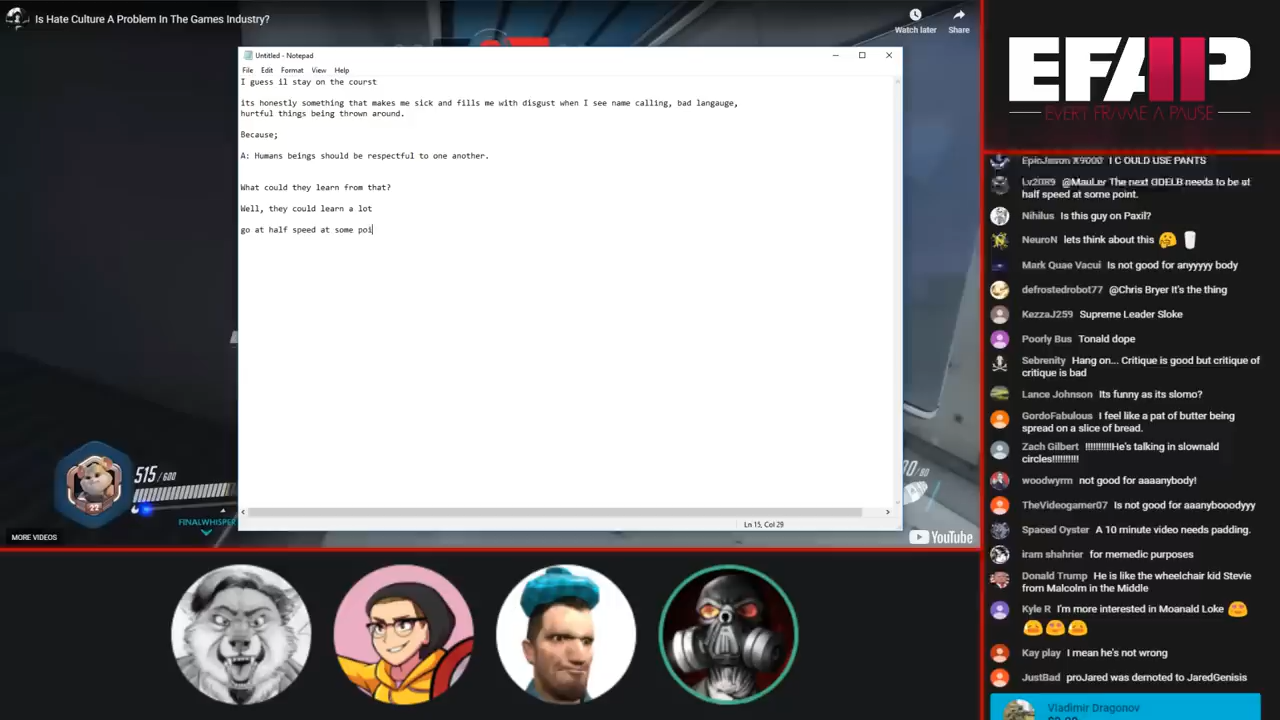 Is Hate Culture A Problem In The Games Industry?
Watch later
Share
Untitled - Notepad
File Edit Format View Help
I guess il stay on the courst
its honestly something that makes me sick and fills me with disgust when I see name calling, bad langauge,
hurtful things being thrown around.
Because;
A: Humans beings should be respectful to one another.
What could they learn from that?
Well, they could learn a lot
go at half speed at some poi
Ln 15, Col 29
515/600
22
FINALWHISPER
/80
MORE VIDEOS
YouTube
EFAP
EVERY FRAME A PAUSE
EpicJason X9000 I C OULD USE PANTS
Lv2089 @MauLer The next GDELB needs to be at
half speed at some point.
Nihilus Is this guy on Paxil?
NeuroN lets think about this
Mark Quae Vacui Is not good for anyyyyy body
defrostedrobot77 @Chris Bryer It's the thing
KezzaJ259 Supreme Leader Sloke
Poorly Bus Tonald dope
Sebrenity Hang on... Critique is good but critique of
critique is bad
Lance Johnson Its funny as its slomo?
GordoFabulous I feel like a pat of butter being
spread on a slice of bread.
Zach Gilbert !!!!!!!!!!He's talking in slownald
circles!!!!!!!!!!
woodwyrm not good for aaaanybody!
TheVideogamer07 Is not good for aaanybooodyy
Spaced Oyster A 10 minute video needs padding.
iram shahrier for memedic purposes
Donald Trump He is like the wheelchair kid Stevie
from Malcolm in the Middle
Kyle R I'm more interested in Moanald Loke
Kay play I mean he's not wrong
JustBad proJared was demoted to JaredGenisis
Vladimir Dragonov